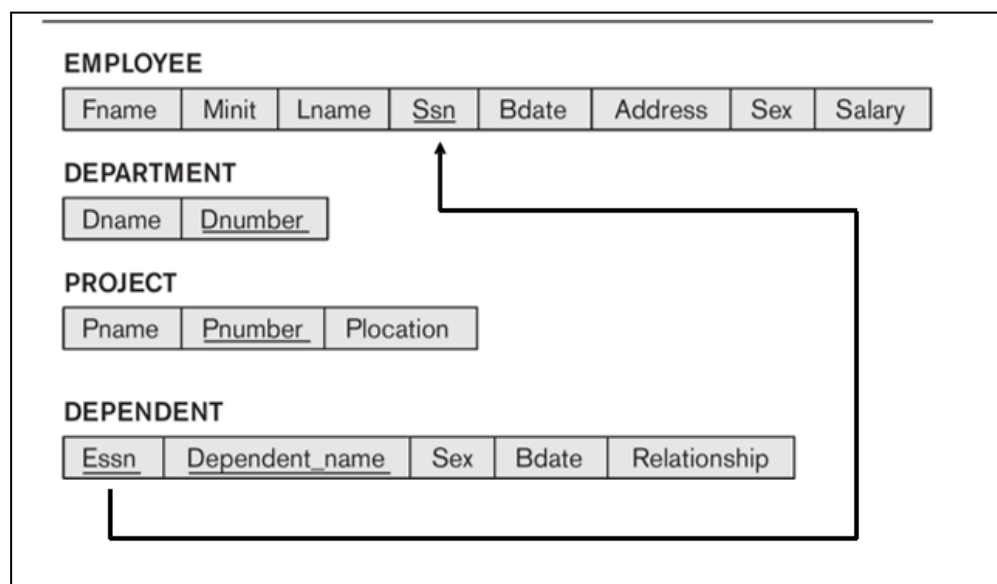 EMPLOYEE
Fname Minit Lname Ssn Bdate Address Sex Salary
DEPARTMENT
Dname Dnumber
PROJECT
Pname Pnumber Plocation
DEPENDENT
Essn Dependent_name Sex Bdate Relationship